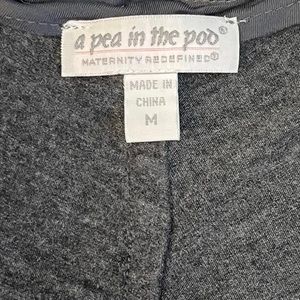 a pea in the pod®
MATERNITY REDEFINED®
MADE IN
CHINA
M